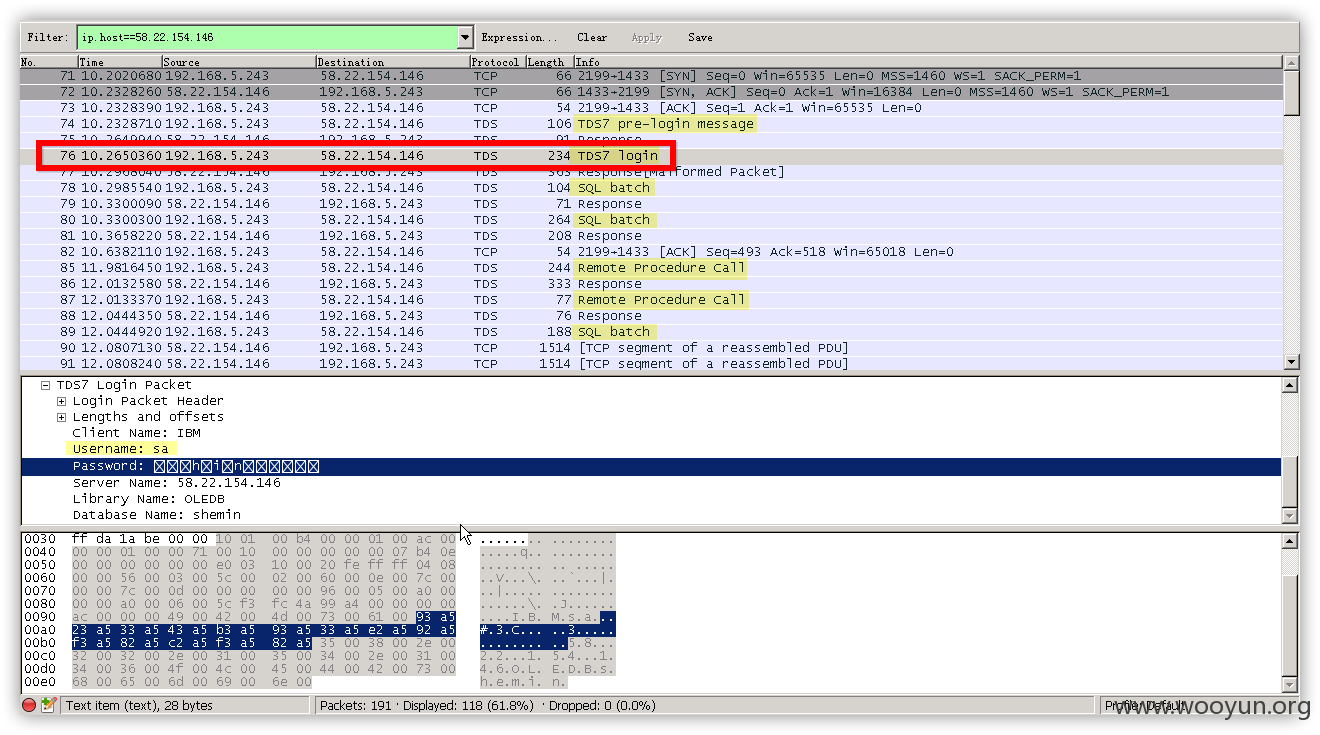 Filter: ip.host==58.22.154.146 Expression... Clear Apply Save
No. Time Source Destination Protocol Length Info
71 10.2020680 192.168.5.243 58.22.154.146 TCP 66 2199→1433 [SYN] Seq=0 Win=65535 Len=0 MSS=1460 WS=1 SACK_PERM=1
72 10.2328260 58.22.154.146 192.168.5.243 TCP 66 1433→2199 [SYN, ACK] Seq=0 Ack=1 Win=16384 Len=0 MSS=1460 WS=1 SACK_PERM=1
73 10.2328390 192.168.5.243 58.22.154.146 TCP 54 2199→1433 [ACK] Seq=1 Ack=1 Win=65535 Len=0
74 10.2328710 192.168.5.243 58.22.154.146 TDS 106 TDS7 pre-login message
75 10.2649940 58.22.154.146 192.168.5.243 TDS 91 Response
76 10.2650360 192.168.5.243 58.22.154.146 TDS 234 TDS7 login
77 10.2968040 58.22.154.146 192.168.5.243 TDS 363 Response[Malformed Packet]
78 10.2985540 192.168.5.243 58.22.154.146 TDS 104 SQL batch
79 10.3300090 58.22.154.146 192.168.5.243 TDS 71 Response
80 10.3300300 192.168.5.243 58.22.154.146 TDS 264 SQL batch
81 10.3658220 58.22.154.146 192.168.5.243 TDS 208 Response
82 10.6382110 192.168.5.243 58.22.154.146 TCP 54 2199→1433 [ACK] Seq=493 Ack=518 Win=65018 Len=0
85 11.9816450 192.168.5.243 58.22.154.146 TDS 244 Remote Procedure Call
86 12.0132580 58.22.154.146 192.168.5.243 TDS 333 Response
87 12.0133370 192.168.5.243 58.22.154.146 TDS 77 Remote Procedure Call
88 12.0444350 58.22.154.146 192.168.5.243 TDS 76 Response
89 12.0444920 192.168.5.243 58.22.154.146 TDS 188 SQL batch
90 12.0807130 58.22.154.146 192.168.5.243 TCP 1514 [TCP segment of a reassembled PDU]
91 12.0808240 58.22.154.146 192.168.5.243 TCP 1514 [TCP segment of a reassembled PDU]
TDS7 Login Packet
Login Packet Header
Lengths and offsets
Client Name: IBM
Username: sa
Password: h i n
Server Name: 58.22.154.146
Library Name: OLEDB
Database Name: shemin
0030 ff da 1a be 00 00 10 01 00 b4 00 00 01 00 ac 00 ........ ........
0040 00 00 01 00 00 71 00 10 00 00 00 00 00 07 b4 0e .....q.. ........
0050 00 00 00 00 00 00 e0 03 10 00 20 fe ff ff 04 08 ........ .. .....
0060 00 00 56 00 03 00 5c 00 02 00 60 00 0e 00 7c 00 ..V...\. ..`...|.
0070 00 00 7c 00 0d 00 00 00 00 00 96 00 05 00 a0 00 ..|..... ........
0080 00 00 a0 00 06 00 5c f3 fc 4a 99 a4 00 00 00 00 ......\. .J......
0090 ac 00 00 00 49 00 42 00 4d 00 73 00 61 00 93 a5 ....I.B. M.s.a...
00a0 23 a5 33 a5 43 a5 b3 a5 93 a5 33 a5 e2 a5 92 a5 #.3.C... ..3.....
00b0 f3 a5 82 a5 c2 a5 f3 a5 82 a5 35 00 38 00 2e 00 ........ ..5.8...
00c0 32 00 32 00 2e 00 31 00 35 00 34 00 2e 00 31 00 2.2...1. 5.4...1.
00d0 34 00 36 00 4f 00 4c 00 45 00 44 00 42 00 73 00 4.6.O.L. E.D.B.s.
00e0 68 00 65 00 6d 00 69 00 6e 00 h.e.m.i. n.
Text item (text), 28 bytes Packets: 191 · Displayed: 118 (61.8%) · Dropped: 0 (0.0%) Profile: Default
www.wooyun.org